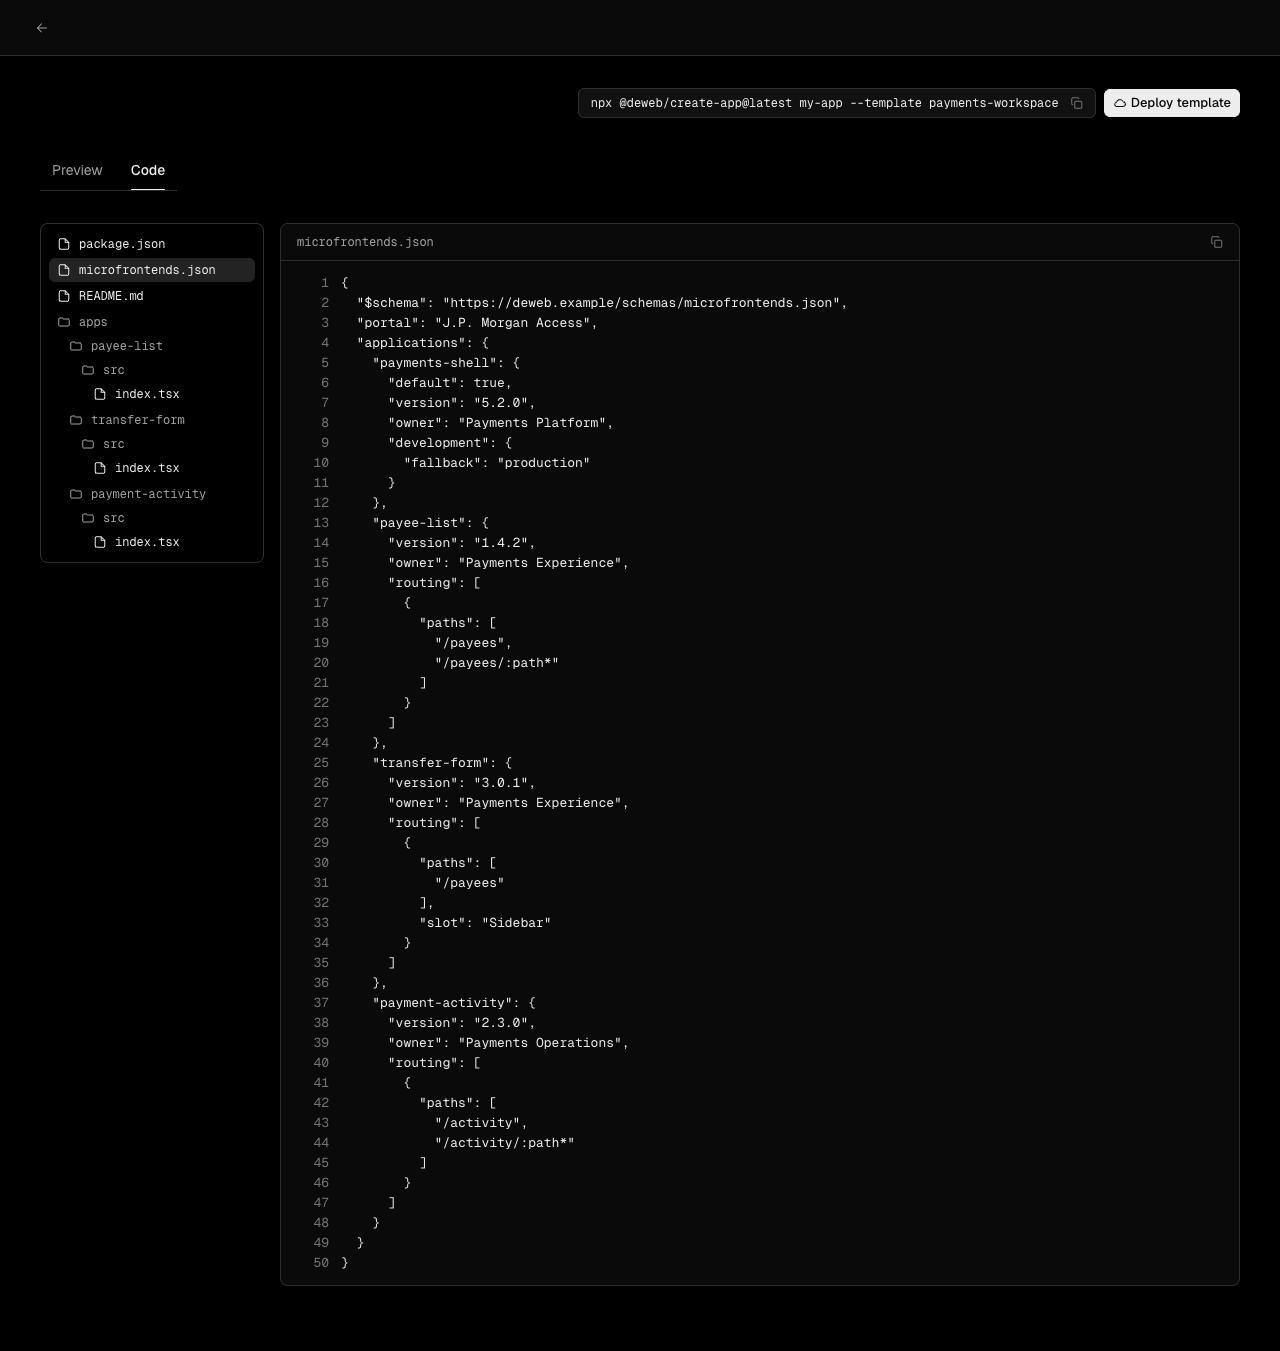 npx @deweb/create-app@latest my-app --template payments-workspace
Deploy template
Preview
Code
package.json
microfrontends.json
README.md
apps
payee-list
src
index.tsx
transfer-form
src
index.tsx
payment-activity
src
index.tsx
microfrontends.json
1 {
2   "$schema": "https://deweb.example/schemas/microfrontends.json",
3   "portal": "J.P. Morgan Access",
4   "applications": {
5     "payments-shell": {
6       "default": true,
7       "version": "5.2.0",
8       "owner": "Payments Platform",
9       "development": {
10         "fallback": "production"
11       }
12     },
13     "payee-list": {
14       "version": "1.4.2",
15       "owner": "Payments Experience",
16       "routing": [
17         {
18           "paths": [
19             "/payees",
20             "/payees/:path*"
21           ]
22         }
23       ]
24     },
25     "transfer-form": {
26       "version": "3.0.1",
27       "owner": "Payments Experience",
28       "routing": [
29         {
30           "paths": [
31             "/payees"
32           ],
33           "slot": "Sidebar"
34         }
35       ]
36     },
37     "payment-activity": {
38       "version": "2.3.0",
39       "owner": "Payments Operations",
40       "routing": [
41         {
42           "paths": [
43             "/activity",
44             "/activity/:path*"
45           ]
46         }
47       ]
48     }
49   }
50 }